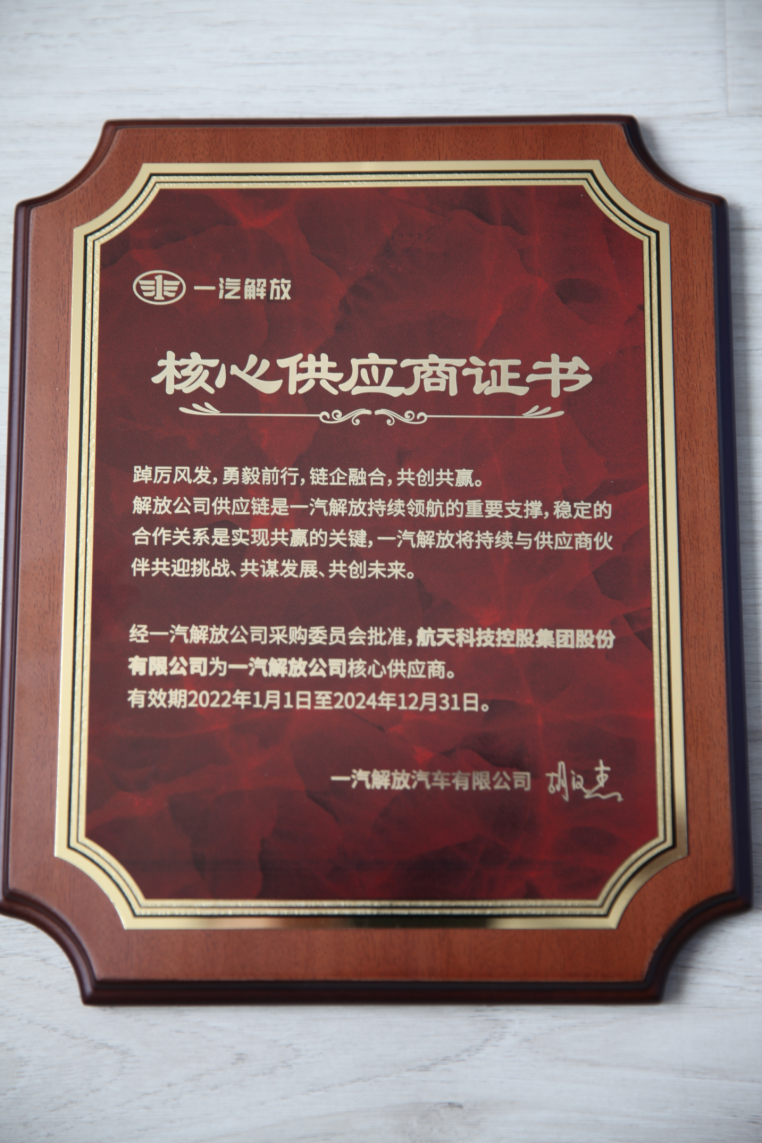 一汽解放
核心供应商证书
踔厉风发,勇毅前行,链企融合,共创共赢。
解放公司供应链是一汽解放持续领航的重要支撑,稳定的
合作关系是实现共赢的关键,一汽解放将持续与供应商伙
伴共迎挑战、共谋发展、共创未来。
经一汽解放公司采购委员会批准,航天科技控股集团股份
有限公司为一汽解放公司核心供应商。
有效期2022年1月1日至2024年12月31日。
一汽解放汽车有限公司